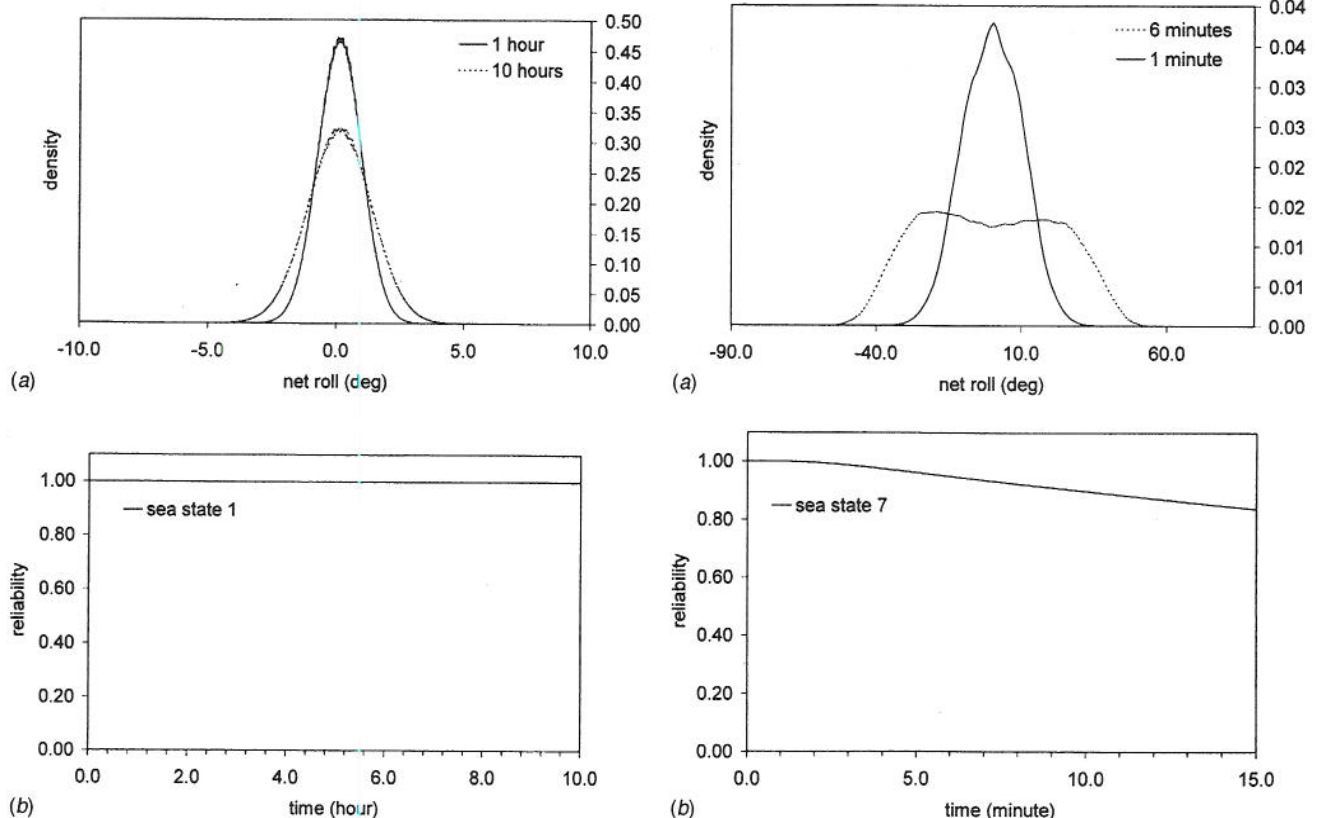 0.50
0.45
0.40
0.35
0.30
0.25
0.20
0.15
0.10
0.05
0.00
density
1 hour
10 hours
-10.0 -5.0 0.0 5.0 10.0
(a) net roll (deg)
0.04
0.04
0.03
0.03
0.02
0.02
0.01
0.01
0.00
density
6 minutes
1 minute
-90.0 -40.0 10.0 60.0
(a) net roll (deg)
1.00
0.80
0.60
0.40
0.20
0.00
reliability
sea state 1
0.0 2.0 4.0 6.0 8.0 10.0
(b) time (hour)
1.00
0.80
0.60
0.40
0.20
0.00
reliability
sea state 7
0.0 5.0 10.0 15.0
(b) time (minute)